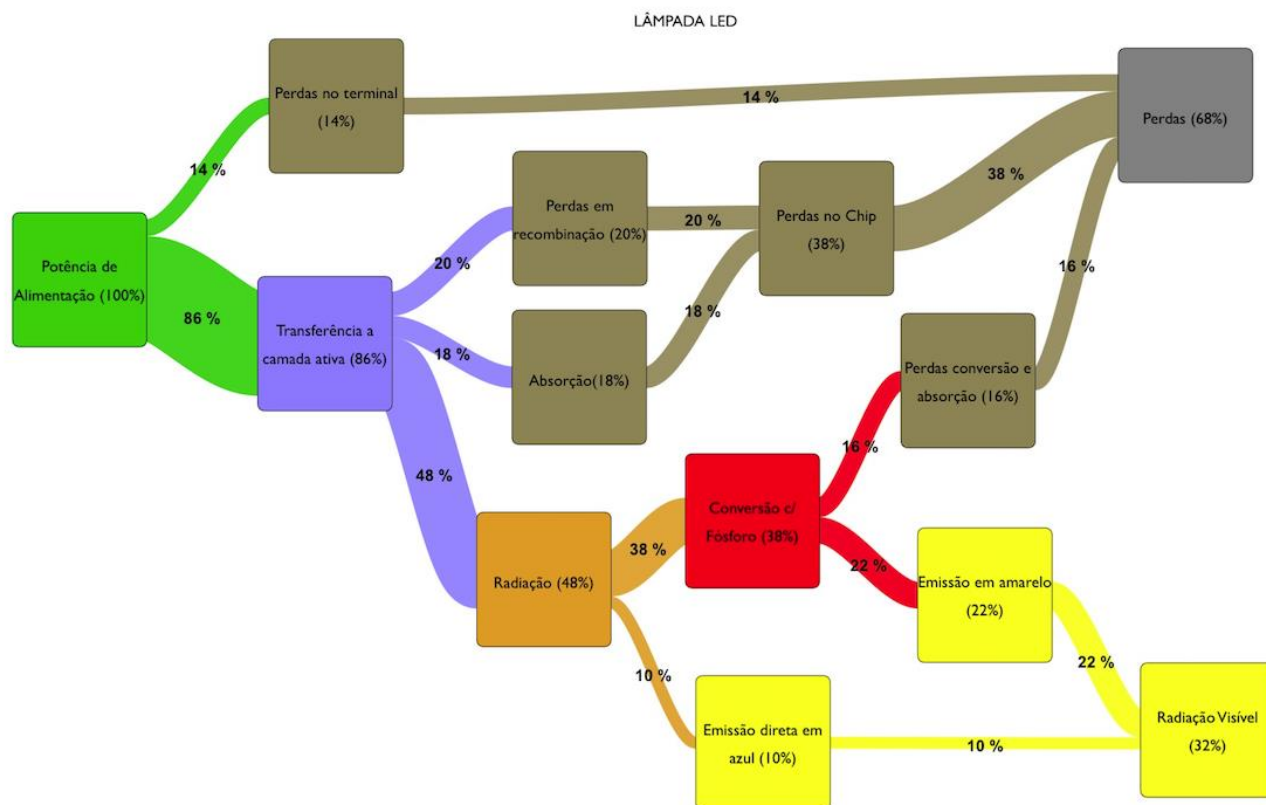 LÂMPADA LED
Perdas no terminal
(14%)
14 %
Perdas (68%)
14 %
Perdas em
recombinação (20%)
20 %
Perdas no Chip
(38%)
38 %
Potência de
Alimentação (100%)
86 %
20 %
Transferência a
camada ativa (86%)
18 %
18 %
Absorção(18%)
16 %
Perdas conversão e
absorção (16%)
48 %
16 %
Conversão c/
Fósforo (38%)
38 %
22 %
Radiação (48%)
Emissão em amarelo
(22%)
10 %
22 %
Emissão direta em
azul (10%)
10 %
Radiação Visível
(32%)